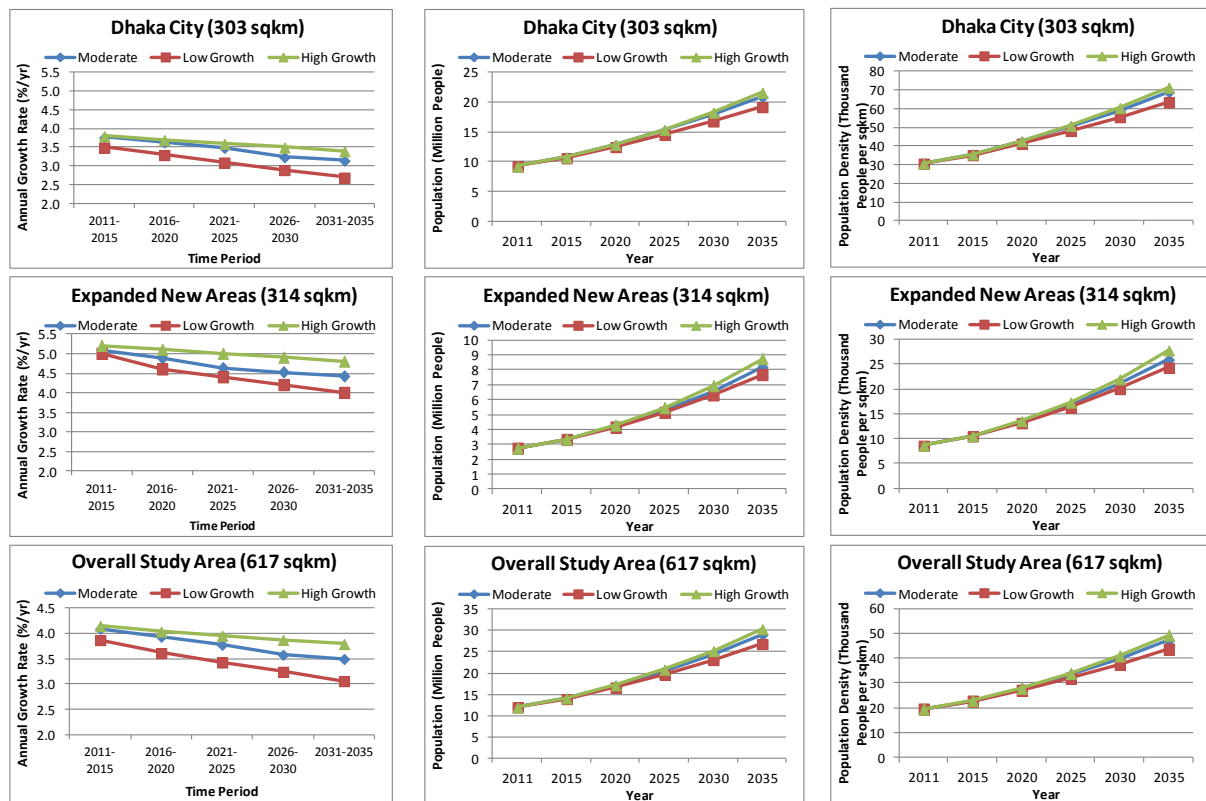 Dhaka City (303 sqkm)
Moderate Low Growth High Growth
Annual Growth Rate (%/yr)
5.5
5.0
4.5
4.0
3.5
3.0
2.5
2.0
2011-2015 2016-2020 2021-2025 2026-2030 2031-2035
Time Period
Dhaka City (303 sqkm)
Moderate Low Growth High Growth
Population (Million People)
25
20
15
10
5
0
2011 2015 2020 2025 2030 2035
Year
Dhaka City (303 sqkm)
Moderate Low Growth High Growth
Population Density (Thousand
People per sqkm)
80
70
60
50
40
30
20
10
0
2011 2015 2020 2025 2030 2035
Year
Expanded New Areas (314 sqkm)
Moderate Low Growth High Growth
Annual Growth Rate (%/yr)
5.5
5.0
4.5
4.0
3.5
3.0
2.5
2.0
2011-2015 2016-2020 2021-2025 2026-2030 2031-2035
Time Period
Expanded New Areas (314 sqkm)
Moderate Low Growth High Growth
Population (Million People)
10
9
8
7
6
5
4
3
2
1
0
2011 2015 2020 2025 2030 2035
Year
Expanded New Areas (314 sqkm)
Moderate Low Growth High Growth
Population Density (Thousand
People per sqkm)
30
25
20
15
10
5
0
2011 2015 2020 2025 2030 2035
Year
Overall Study Area (617 sqkm)
Moderate Low Growth High Growth
Annual Growth Rate (%/yr)
4.5
4.0
3.5
3.0
2.5
2.0
2011-2015 2016-2020 2021-2025 2026-2030 2031-2035
Time Period
Overall Study Area (617 sqkm)
Moderate Low Growth High Growth
Population (Million People)
35
30
25
20
15
10
5
0
2011 2015 2020 2025 2030 2035
Year
Overall Study Area (617 sqkm)
Moderate Low Growth High Growth
Population Density (Thousand
People per sqkm)
60
50
40
30
20
10
0
2011 2015 2020 2025 2030 2035
Year